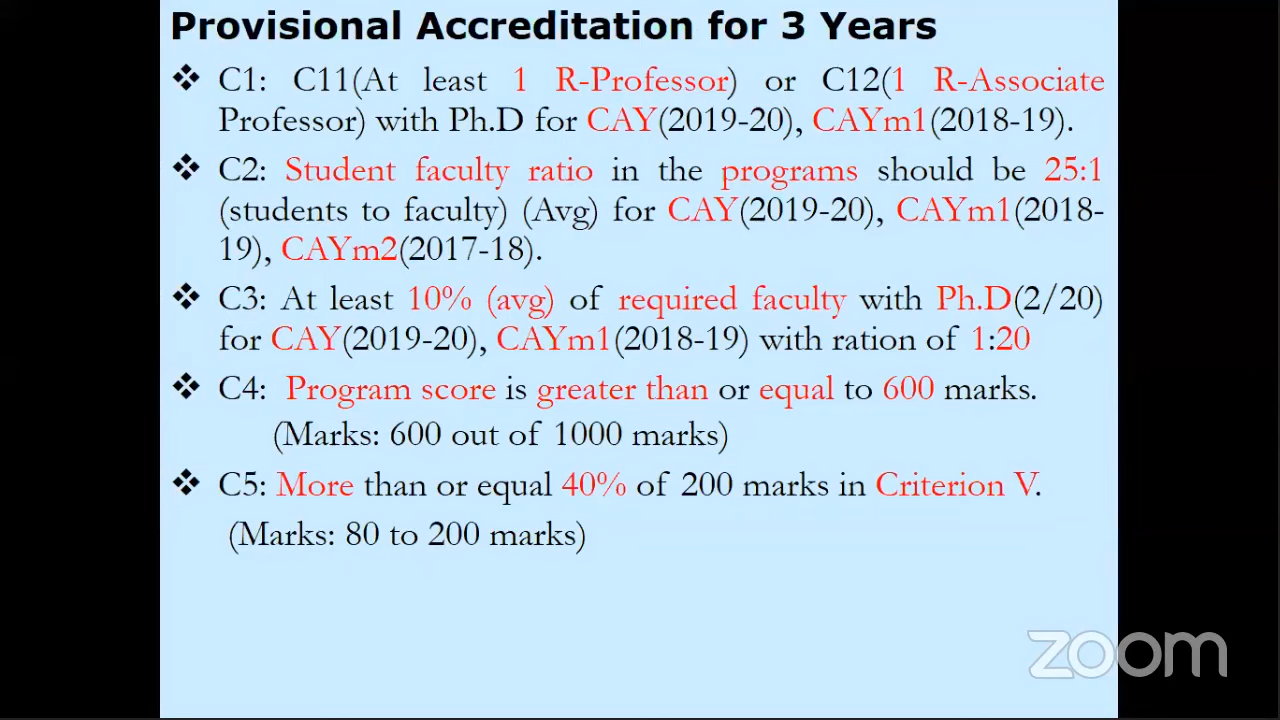 Provisional Accreditation for 3 Years
❖ C1: C11(At least 1 R-Professor) or C12(1 R-Associate
Professor) with Ph.D for CAY(2019-20), CAYm1(2018-19).
❖ C2: Student faculty ratio in the programs should be 25:1
(students to faculty) (Avg) for CAY(2019-20), CAYm1(2018-
19), CAYm2(2017-18).
❖ C3: At least 10% (avg) of required faculty with Ph.D(2/20)
for CAY(2019-20), CAYm1(2018-19) with ration of 1:20
❖ C4: Program score is greater than or equal to 600 marks.
(Marks: 600 out of 1000 marks)
❖ C5: More than or equal 40% of 200 marks in Criterion V.
(Marks: 80 to 200 marks)
zoom